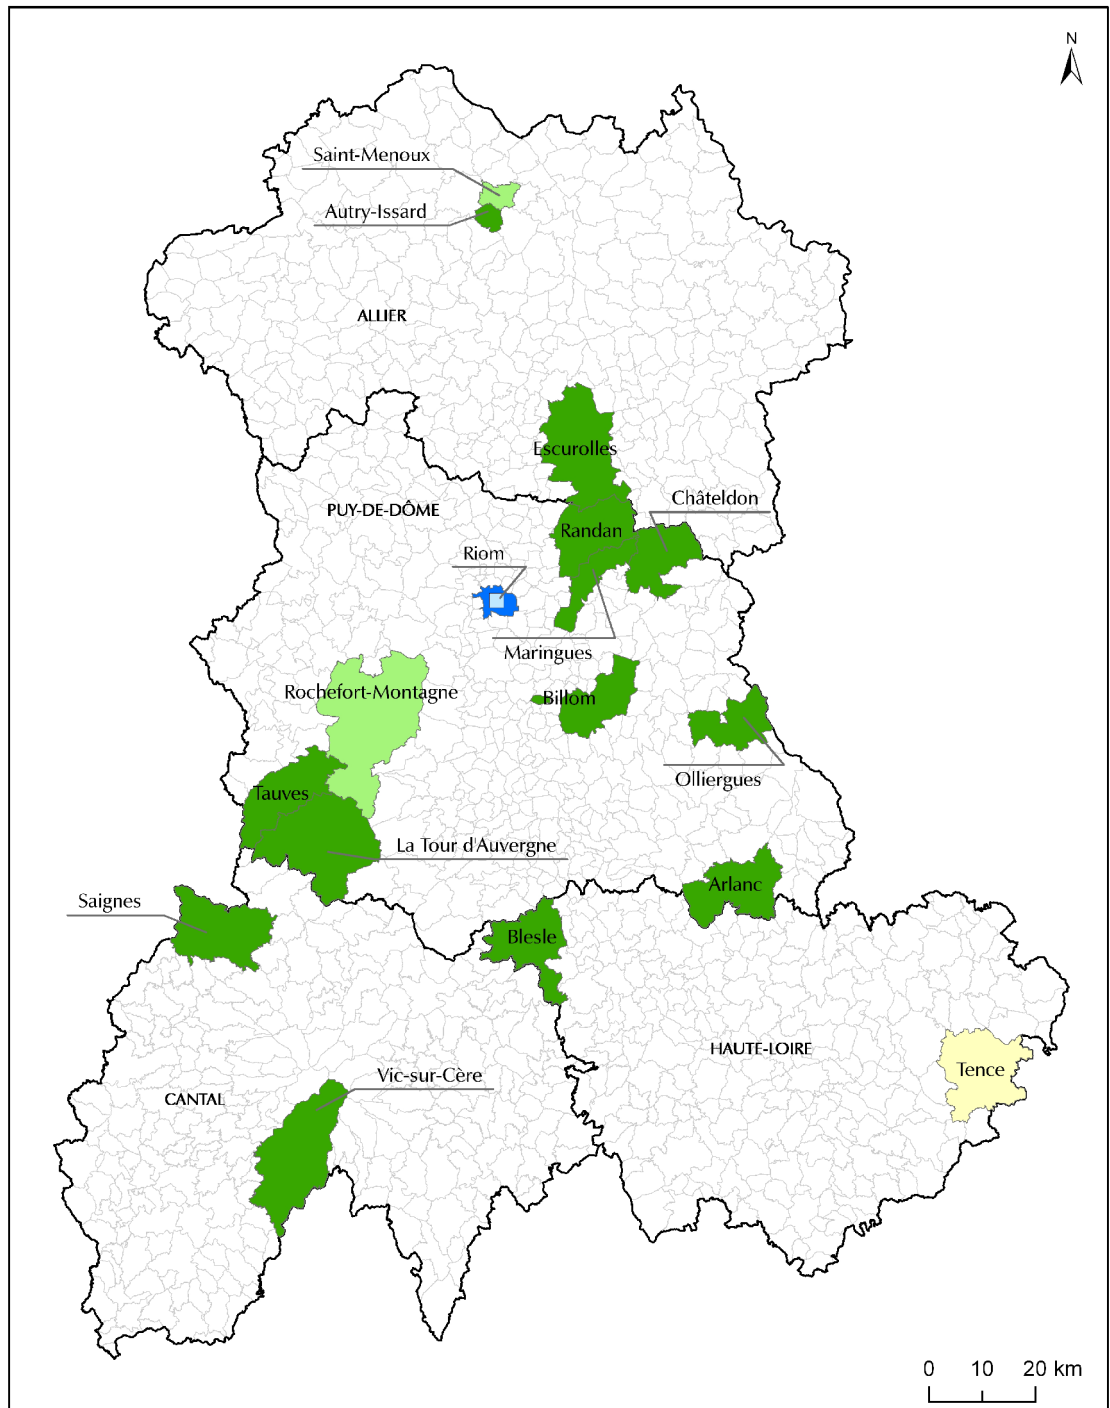 N
Saint-Menoux
Autry-Issard
ALLIER
Escurolles
Châteldon
PUY-DE-DÔME
Randan
Riom
Maringues
Rochefort-Montagne
Billom
Olliergues
Tauves
La Tour d'Auvergne
Arlanc
Saignes
Blesle
HAUTE-LOIRE
Tence
Vic-sur-Cère
CANTAL
0 10 20 km